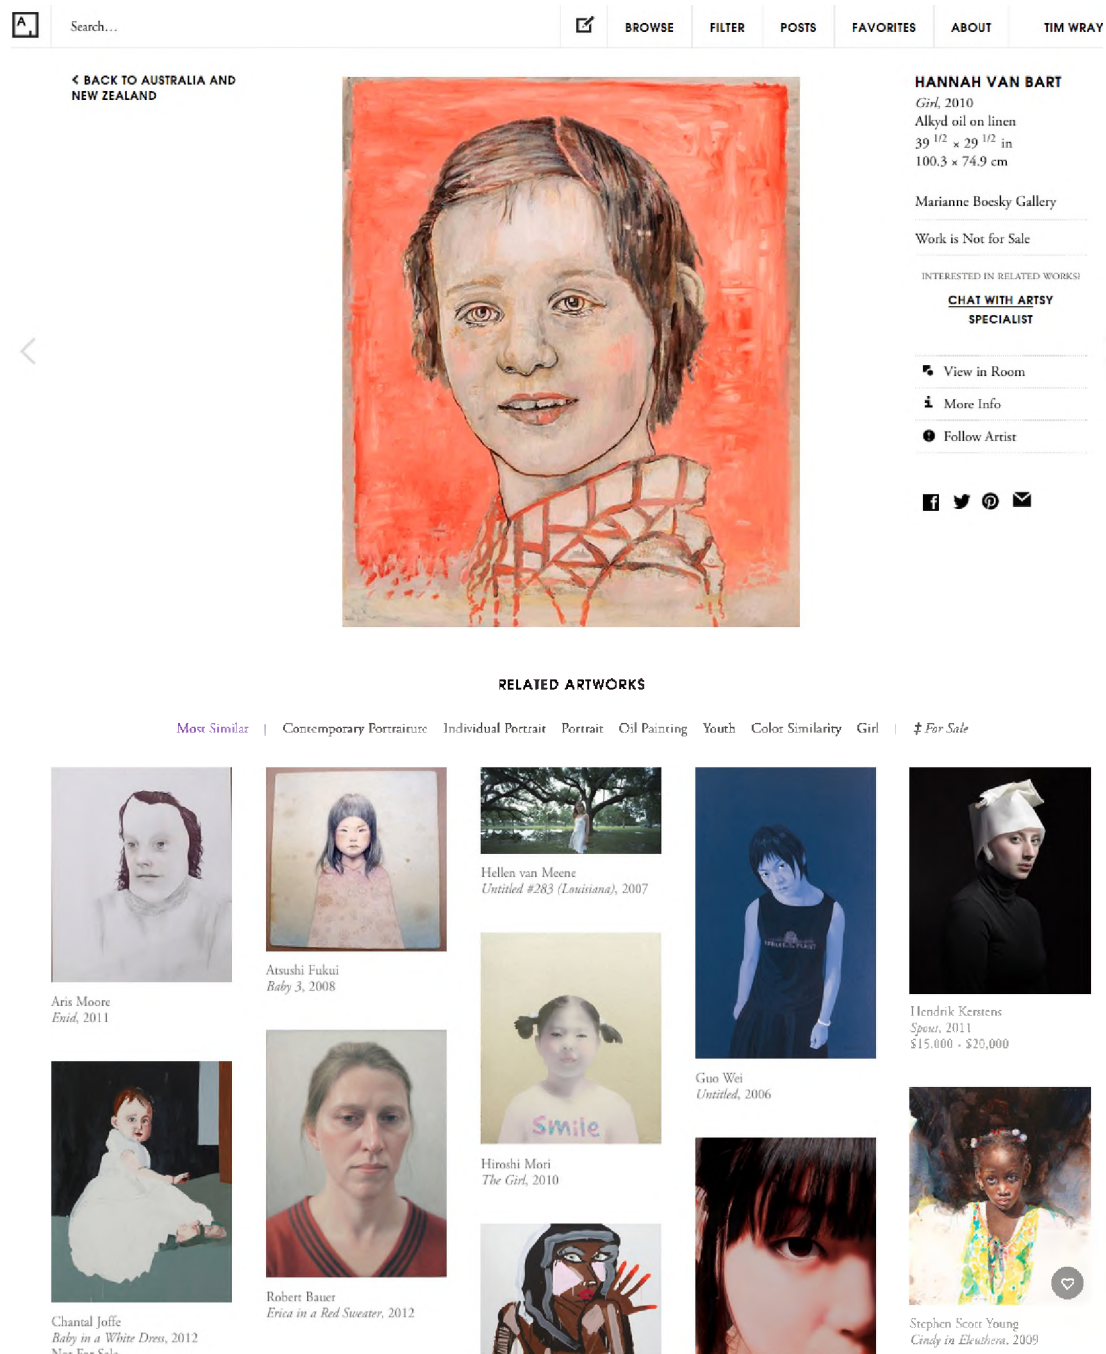 A
Search...
BROWSE
FILTER
POSTS
FAVORITES
ABOUT
TIM WRAY
< BACK TO AUSTRALIA AND
NEW ZEALAND
HANNAH VAN BART
Girl, 2010
Alkyd oil on linen
39 1/2 × 29 1/2 in
100.3 × 74.9 cm
Marianne Boesky Gallery
Work is Not for Sale
INTERESTED IN RELATED WORKS?
CHAT WITH ARTSY
SPECIALIST
View in Room
More Info
Follow Artist
RELATED ARTWORKS
Most Similar | Contemporary Portraiture Individual Portrait Portrait Oil Painting Youth Color Similarity Girl | ‡ For Sale
Aris Moore
Enid, 2011
Atsushi Fukui
Baby 3, 2008
Hellen van Meene
Untitled #283 (Louisiana), 2007
Smile
Hiroshi Mori
The Girl, 2010
Guo Wei
Untitled, 2006
Hendrik Kerstens
Spout, 2011
$15,000 - $20,000
Chantal Joffe
Baby in a White Dress, 2012
Not For Sale
Robert Bauer
Erica in a Red Sweater, 2012
Stephen Scott Young
Cindy in Eleuthera, 2009